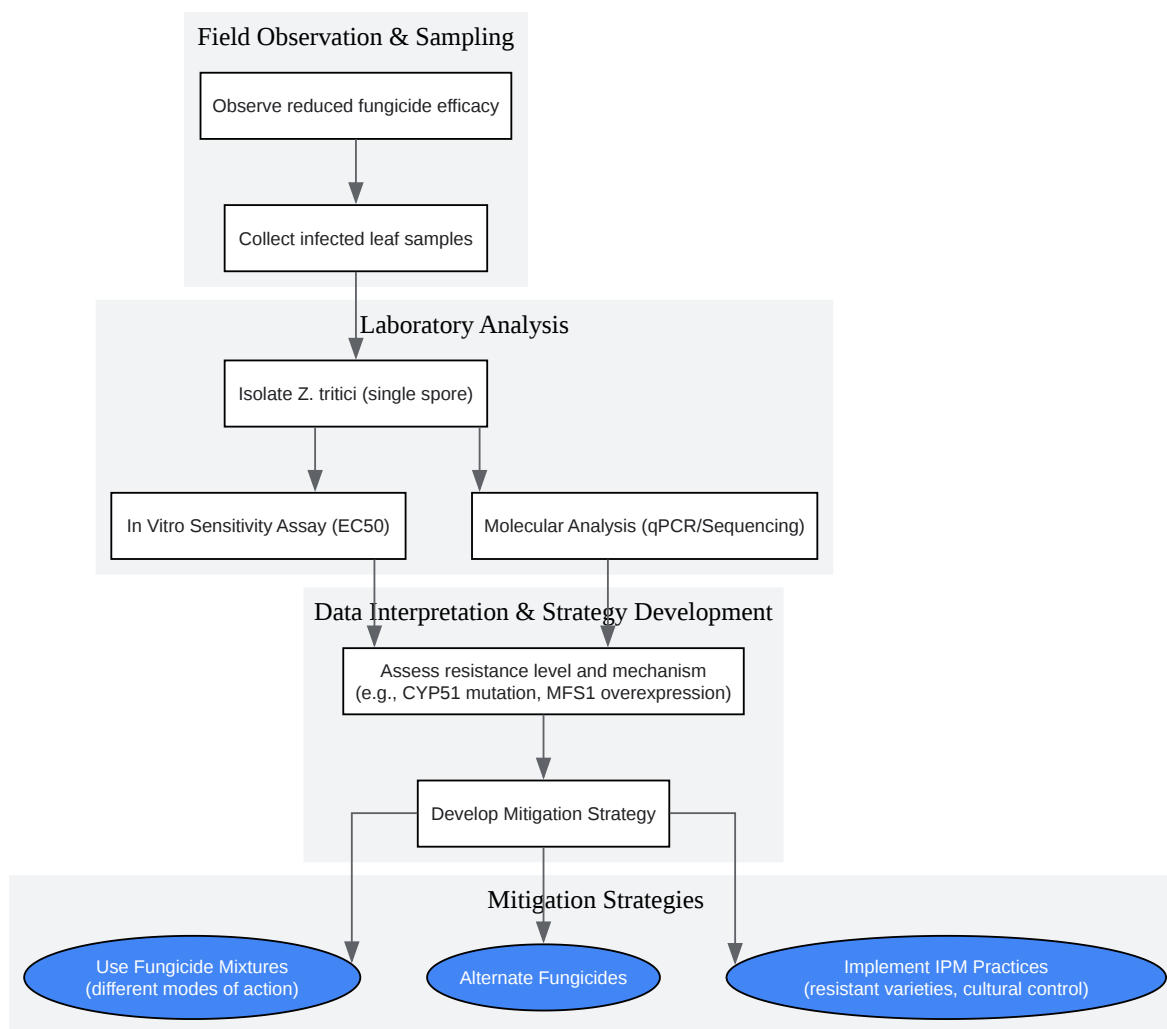 Field Observation & Sampling
Observe reduced fungicide efficacy
Collect infected leaf samples
Laboratory Analysis
Isolate Z. tritici (single spore)
In Vitro Sensitivity Assay (EC50)
Molecular Analysis (qPCR/Sequencing)
Data Interpretation & Strategy Development
Assess resistance level and mechanism
(e.g., CYP51 mutation, MFS1 overexpression)
Develop Mitigation Strategy
Mitigation Strategies
Use Fungicide Mixtures
(different modes of action)
Alternate Fungicides
Implement IPM Practices
(resistant varieties, cultural control)